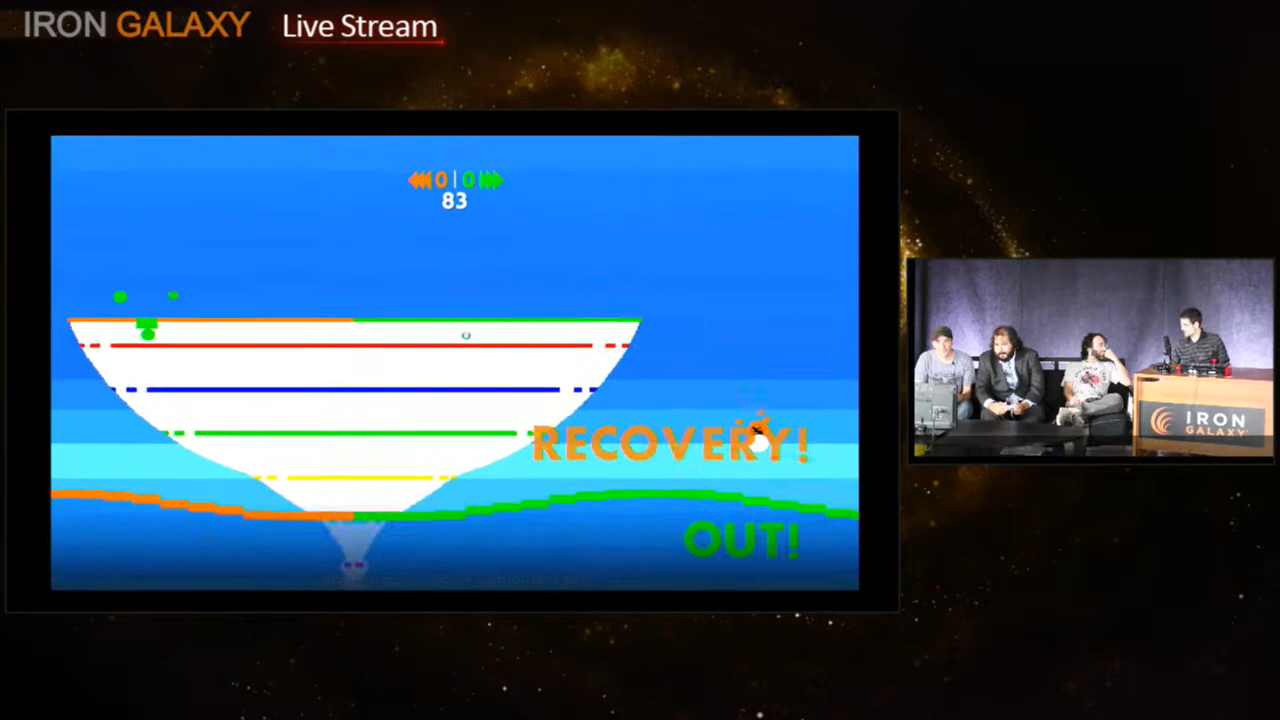 IRON GALAXY Live Stream
0 | 0
83
RECOVERY!
OUT!
IRON
GALAXY